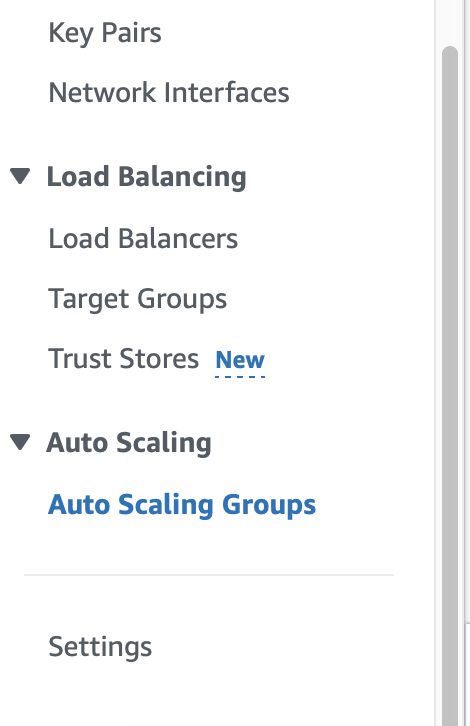 Key Pairs
Network Interfaces
Load Balancing
Load Balancers
Target Groups
Trust Stores New
Auto Scaling
Auto Scaling Groups
Settings